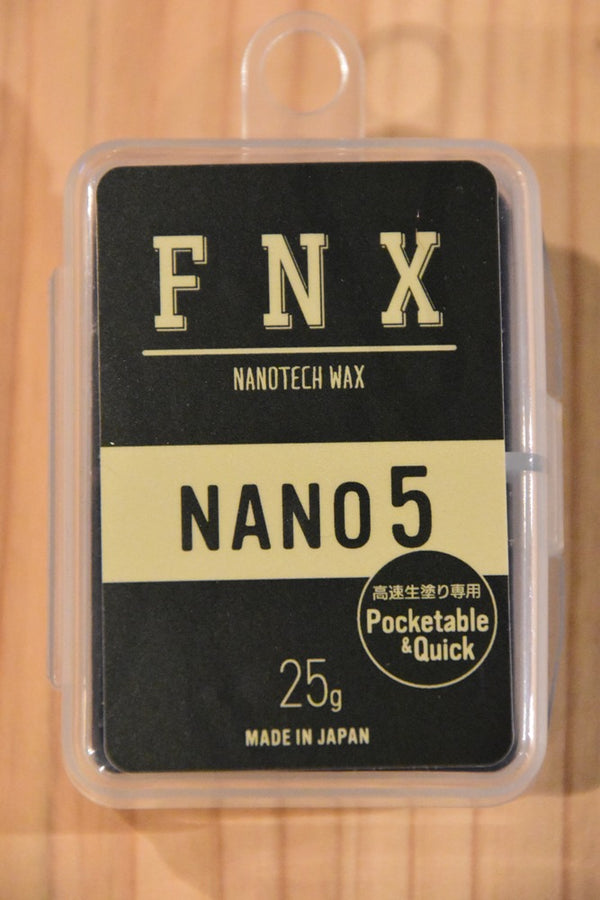 FNX
NANOTECH WAX
NANO 5
高速生塗り専用
Pocketable
&Quick
25g
MADE IN JAPAN